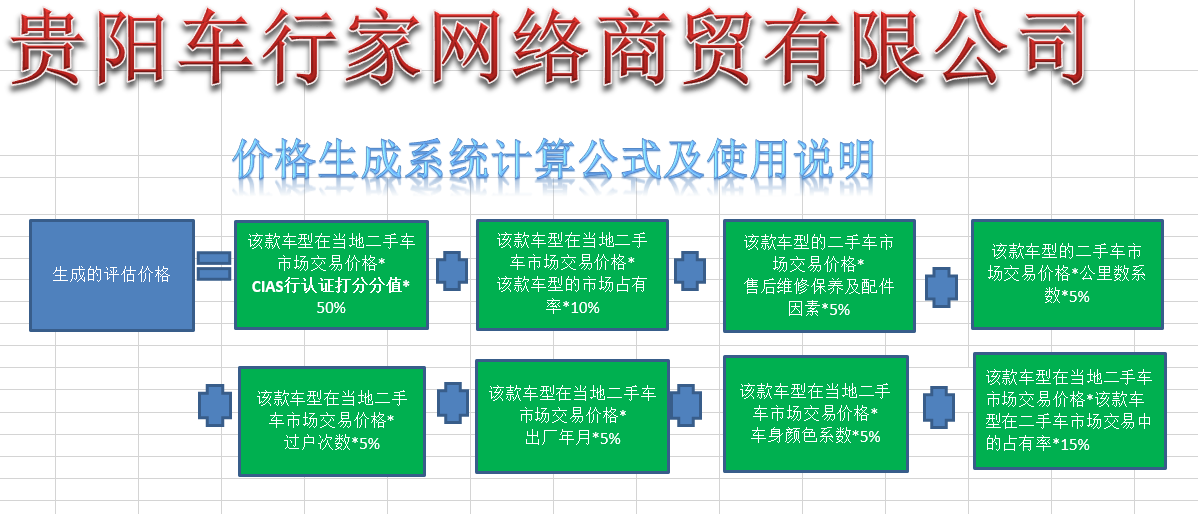 贵阳车行家网络商贸有限公司
价格生成系统计算公式及使用说明
生成的评估价格
该款车型在当地二手车
市场交易价格*
CIAS行认证打分分值*
50%
该款车型在当地二手
车市场交易价格*
该款车型的市场占有
率*10%
该款车型的二手车市
场交易价格*
售后维修保养及配件
因素*5%
该款车型的二手车市
场交易价格*公里数系
数*5%
该款车型在当地二手
车市场交易价格*
过户次数*5%
该款车型在当地二手车
市场交易价格*
出厂年月*5%
该款车型在当地二手
车市场交易价格*
车身颜色系数*5%
该款车型在当地二手车
市场交易价格*该款车
型在二手车市场交易中
的占有率*15%